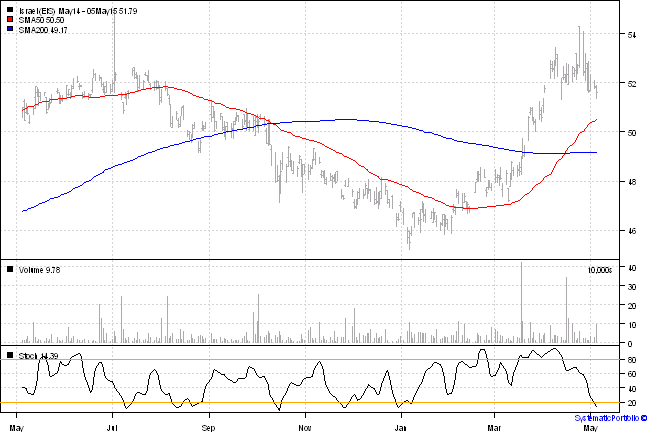 Israel (EIS) May14 - 05May15 51.79
SMA50 50.50
SMA200 49.17
54
52
50
48
46
Volume 9.78
10,000s
40
30
20
10
0
Stoch 14.39
80
60
40
20
May Jul Sep Nov Jan Mar May
SystematicPortfolio ©